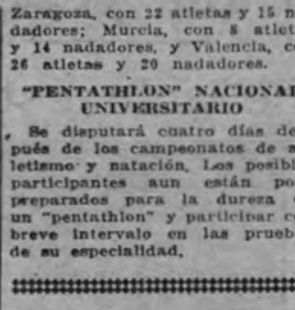 Zaragoza, con 22 atletas y 15 n
dadores; Murcia, con 8 atlet
y 14 nadadores, y Valencia, c
26 atletas y 20 nadadores.
"PENTATHLON" NACIONAL
UNIVERSITARIO
Se disputará cuatro días de
pués de los campeonatos de a
letismo y natación. Los posibl
participantes aun están po
preparados para la dureza
un "pentathlon" y participar co
breve intervalo en las prueb
de su especialidad.